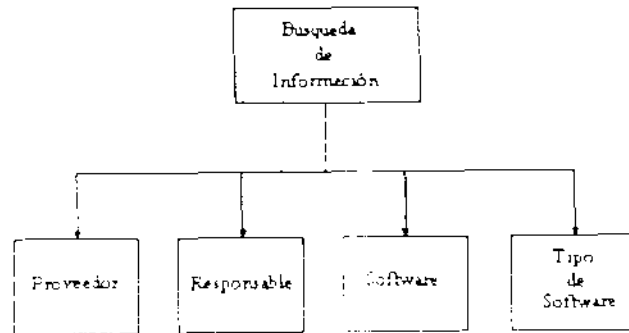 Busqueda
de
Información
Proveedor
Responsable
Software
Tipo
de
Software